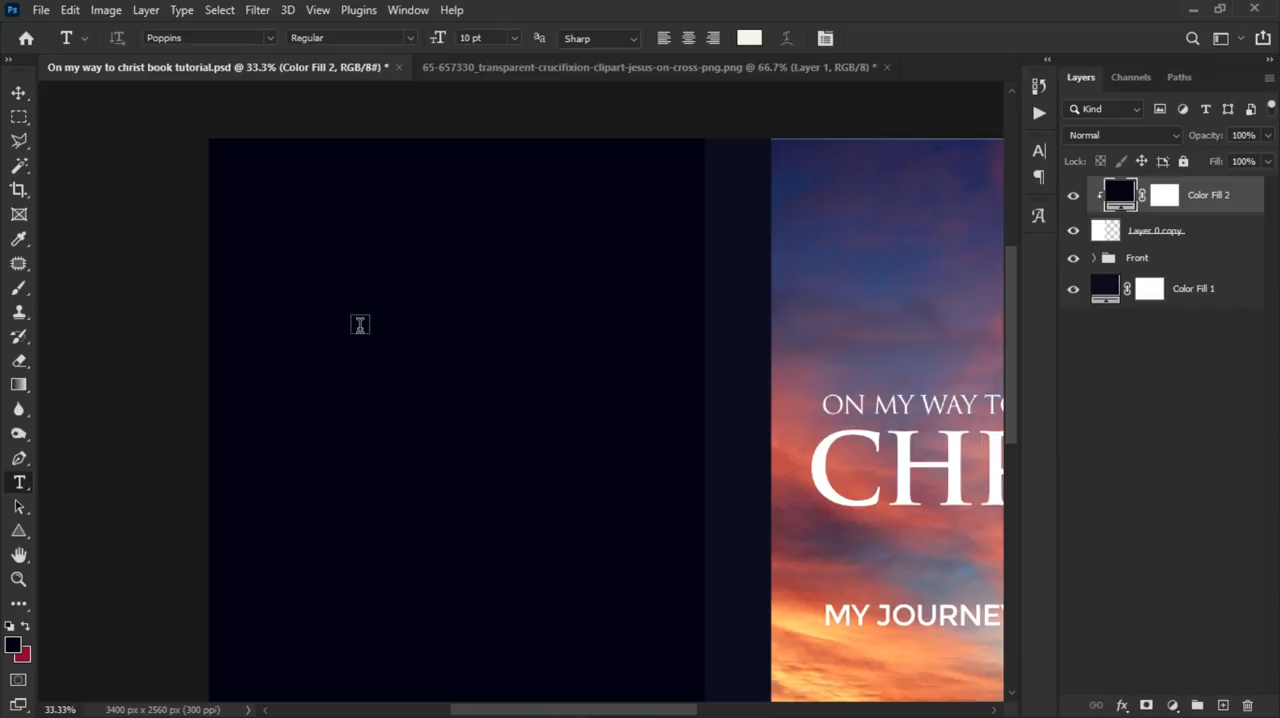 Ps File Edit Image Layer Type Select Filter 3D View Plugins Window Help
T Poppins Regular 10 pt Sharp
On my way to christ book tutorial.psd @ 33.3% (Color Fill 2, RGB/8#) * × 65-657330_transparent-crucifixion-clipart-jesus-on-cross-png.png @ 66.7% (Layer 1, RGB/8) * ×
Layers Channels Paths
Kind
Normal Opacity: 100%
Lock: Fill: 100%
Color Fill 2
Layer 0 copy
Front
Color Fill 1
ON MY WAY TO
CHR
MY JOURNEY
33.33% 3400 px x 2560 px (300 ppi)